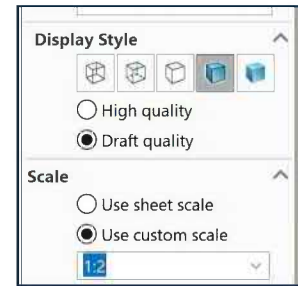 Display Style
High quality
Draft quality
Scale
Use sheet scale
Use custom scale
1:2